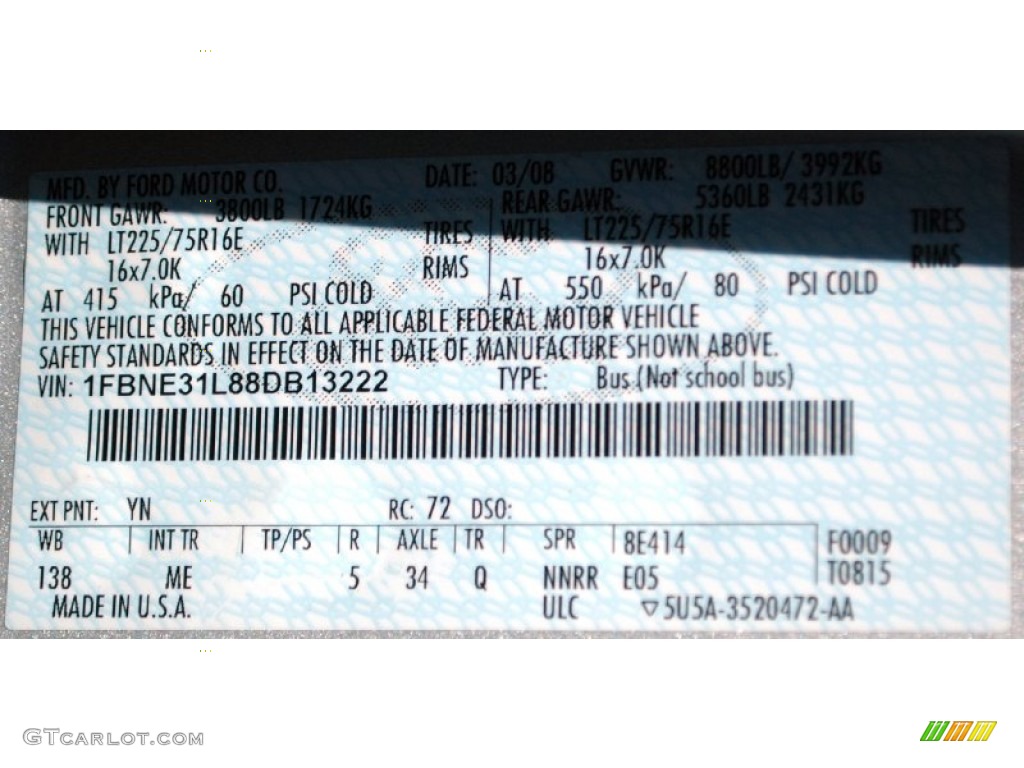 MFD. BY FORD MOTOR CO. DATE: 03/08 GVWR: 8800LB/ 3992KG
FRONT GAWR: 3800LB 1724KG REAR GAWR: 5360LB 2431KG
WITH LT225/75R16E TIRES WITH LT225/75R16E TIRES
16x7.0K RIMS 16x7.0K RIMS
AT 415 kPa/ 60 PSI COLD AT 550 kPa/ 80 PSI COLD
THIS VEHICLE CONFORMS TO ALL APPLICABLE FEDERAL MOTOR VEHICLE
SAFETY STANDARDS IN EFFECT ON THE DATE OF MANUFACTURE SHOWN ABOVE.
VIN: 1FBNE31L88DB13222 TYPE: Bus (Not school bus)
EXT PNT: YN RC: 72 DSO:
WB INT TR TP/PS R AXLE TR SPR 8E414 F0009
138 ME 5 34 Q NNRR E05 T0815
MADE IN U.S.A. ULC ▽5U5A-3520472-AA
GTCARLOT.COM